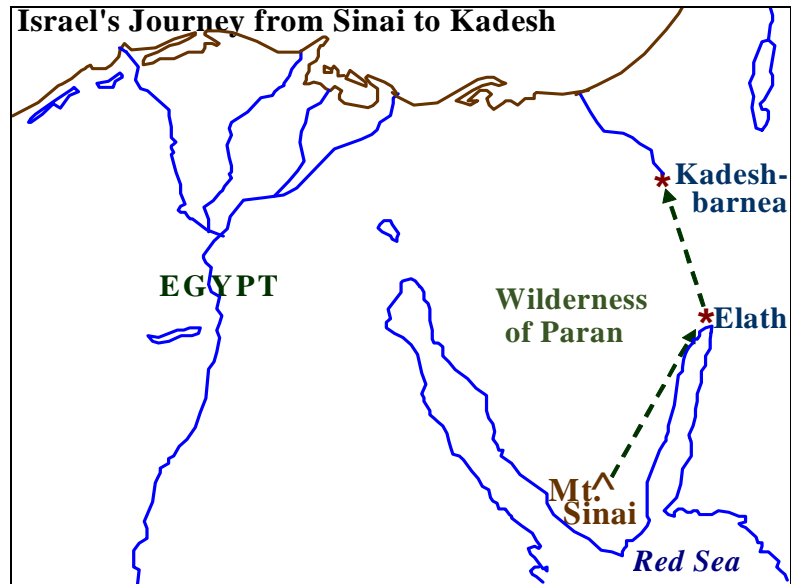 Israel's Journey from Sinai to Kadesh
Kadesh-
barnea
EGYPT
Wilderness
of Paran
Elath
Mt.
Sinai
Red Sea